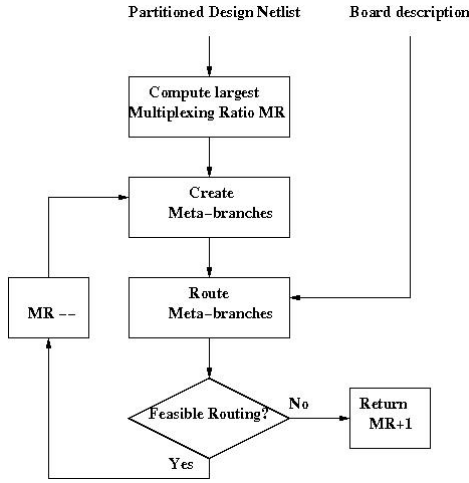 Partitioned Design Netlist
Board description
Compute largest
Multiplexing Ratio MR
Create
Meta-branches
Route
Meta-branches
MR --
Feasible Routing?
No
Return
MR+1
Yes